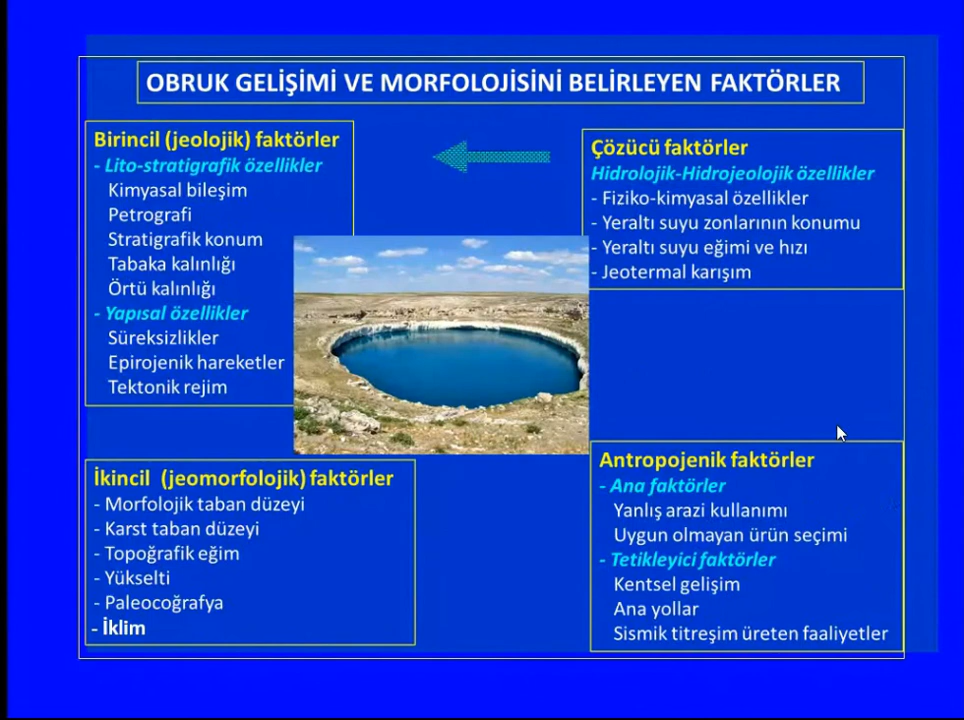 OBRUK GELİŞİMİ VE MORFOLOJİSİNİ BELİRLEYEN FAKTÖRLER
Birincil (jeolojik) faktörler
- Lito-stratigrafik özellikler
Kimyasal bileşim
Petrografi
Stratigrafik konum
Tabaka kalınlığı
Örtü kalınlığı
- Yapısal özellikler
Süreksizlikler
Epirojenik hareketler
Tektonik rejim
Çözücü faktörler
Hidrolojik-Hidrojeolojik özellikler
- Fiziko-kimyasal özellikler
- Yeraltı suyu zonlarının konumu
- Yeraltı suyu eğimi ve hızı
- Jeotermal karışım
İkincil (jeomorfolojik) faktörler
- Morfolojik taban düzeyi
- Karst taban düzeyi
- Topoğrafik eğim
- Yükselti
- Paleocoğrafya
- İklim
Antropojenik faktörler
- Ana faktörler
Yanlış arazi kullanımı
Uygun olmayan ürün seçimi
- Tetikleyici faktörler
Kentsel gelişim
Ana yollar
Sismik titreşim üreten faaliyetler